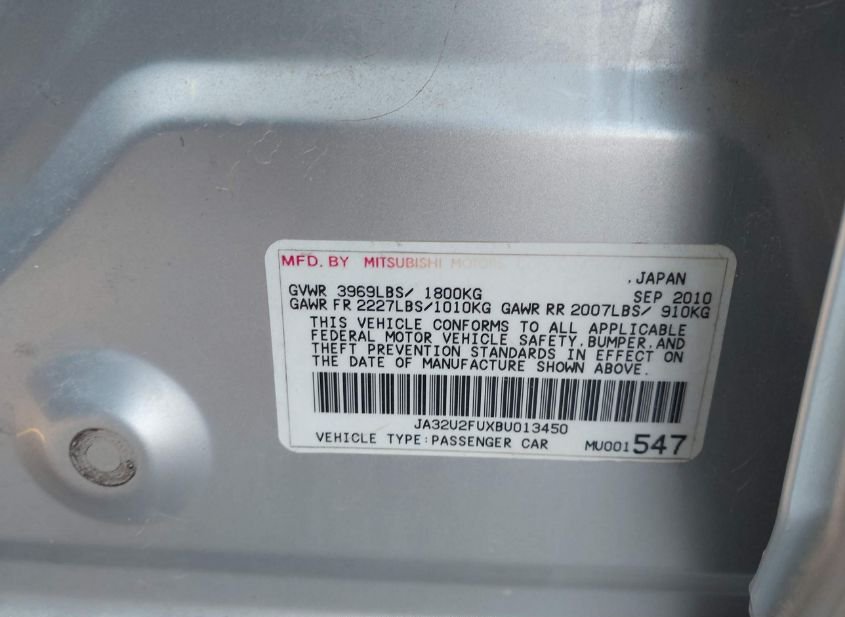 MFD. BY MITSUBISHI MOTORS
, JAPAN
GVWR 3969LBS/ 1800KG SEP 2010
GAWR FR 2227LBS/1010KG GAWR RR 2007LBS/ 910KG
THIS VEHICLE CONFORMS TO ALL APPLICABLE
FEDERAL MOTOR VEHICLE SAFETY,BUMPER,AND
THEFT PREVENTION STANDARDS IN EFFECT ON
THE DATE OF MANUFACTURE SHOWN ABOVE.
JA32U2FUXBU013450
VEHICLE TYPE:PASSENGER CAR MU001547